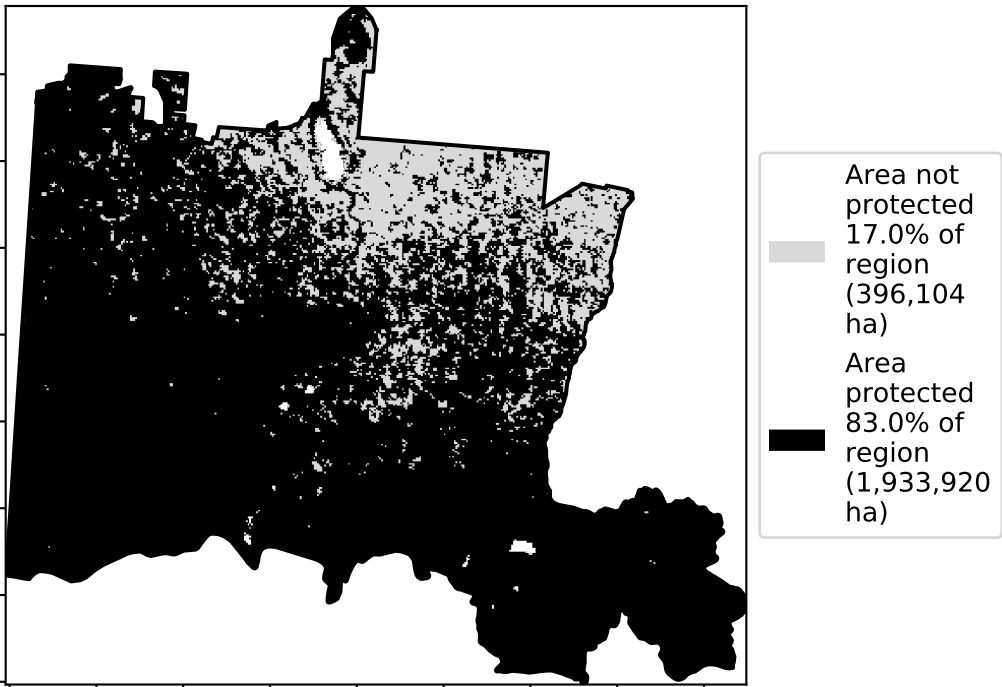 Area not
protected
17.0% of
region
(396,104
ha)
Area
protected
83.0% of
region
(1,933,920
ha)